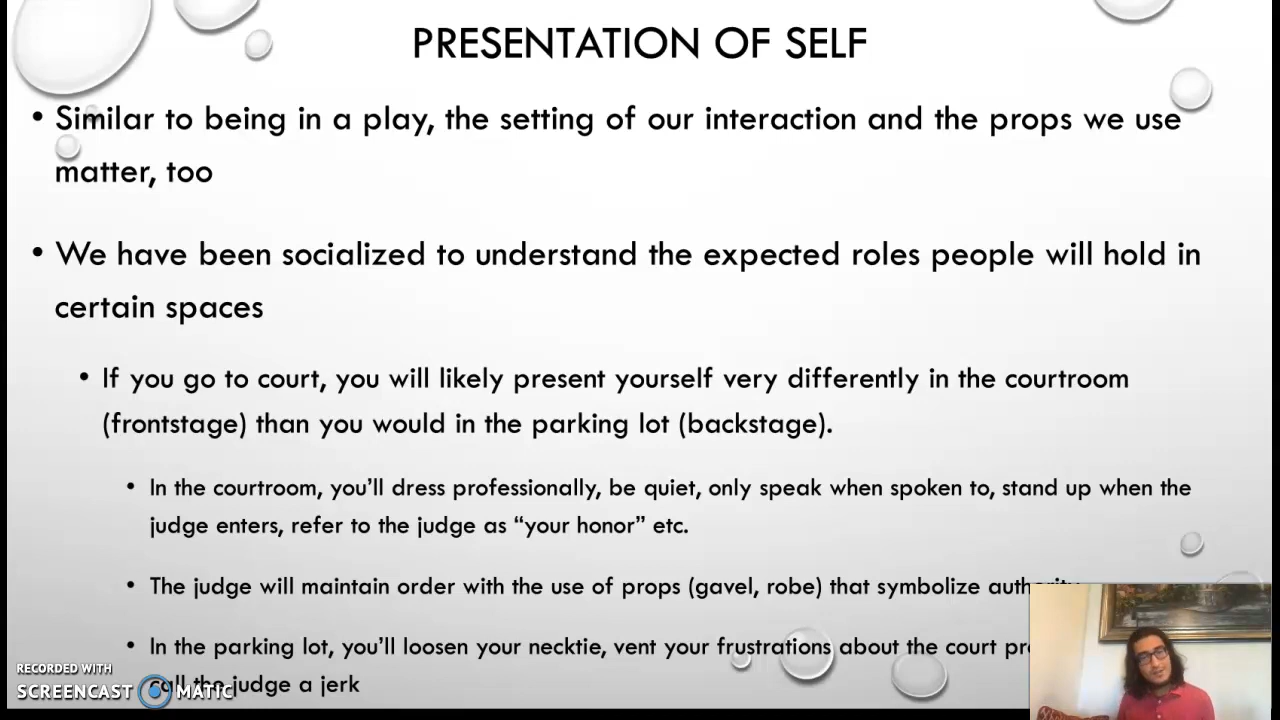 PRESENTATION OF SELF
• Similar to being in a play, the setting of our interaction and the props we use
matter, too
• We have been socialized to understand the expected roles people will hold in
certain spaces
• If you go to court, you will likely present yourself very differently in the courtroom
(frontstage) than you would in the parking lot (backstage).
• In the courtroom, you’ll dress professionally, be quiet, only speak when spoken to, stand up when the
judge enters, refer to the judge as “your honor” etc.
• The judge will maintain order with the use of props (gavel, robe) that symbolize authority
• In the parking lot, you’ll loosen your necktie, vent your frustrations about the court
call the judge a jerk
RECORDED WITH
SCREENCAST MATIC